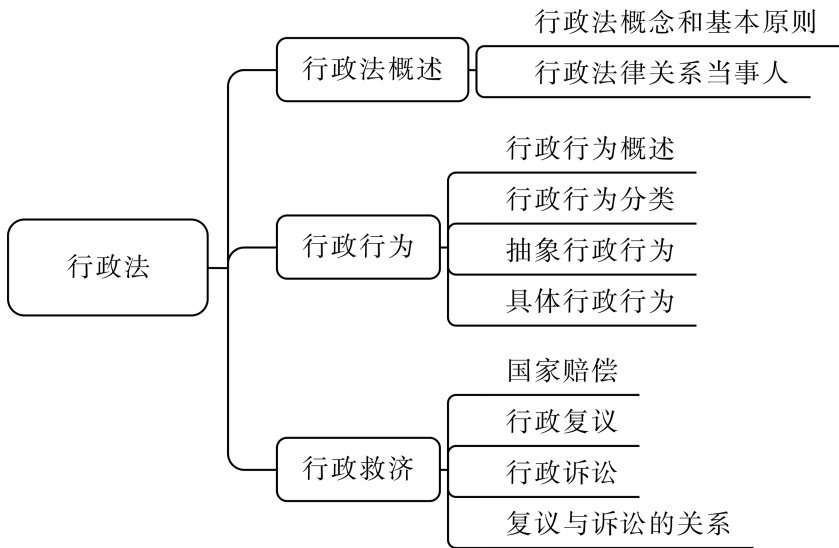 行政法
行政法概述
行政法概念和基本原则
行政法律关系当事人
行政行为
行政行为概述
行政行为分类
抽象行政行为
具体行政行为
行政救济
国家赔偿
行政复议
行政诉讼
复议与诉讼的关系